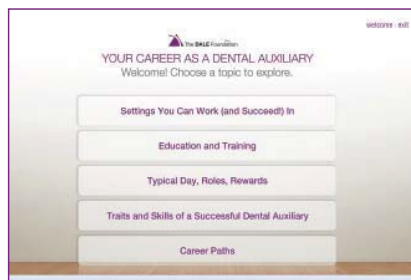 welcome | exit
The DALE Foundation
YOUR CAREER AS A DENTAL AUXILIARY
Welcome! Choose a topic to explore.
Settings You Can Work (and Succeed!) In
Education and Training
Typical Day, Roles, Rewards
Traits and Skills of a Successful Dental Auxiliary
Career Paths